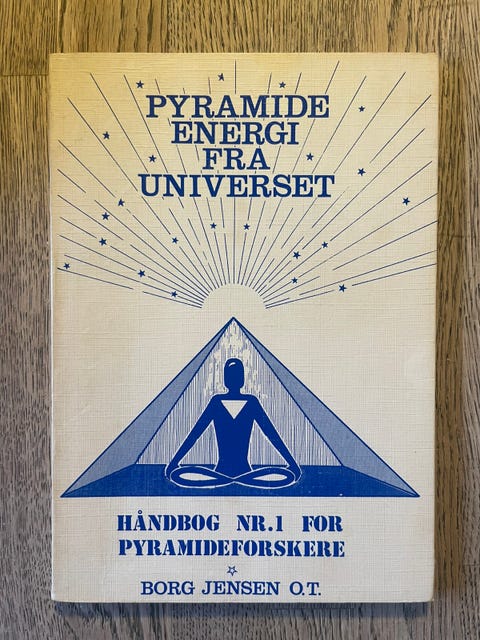 PYRAMIDE
ENERGI
FRA
UNIVERSET
HÅNDBOG NR.1 FOR
PYRAMIDEFORSKERE
BORG JENSEN O.T.